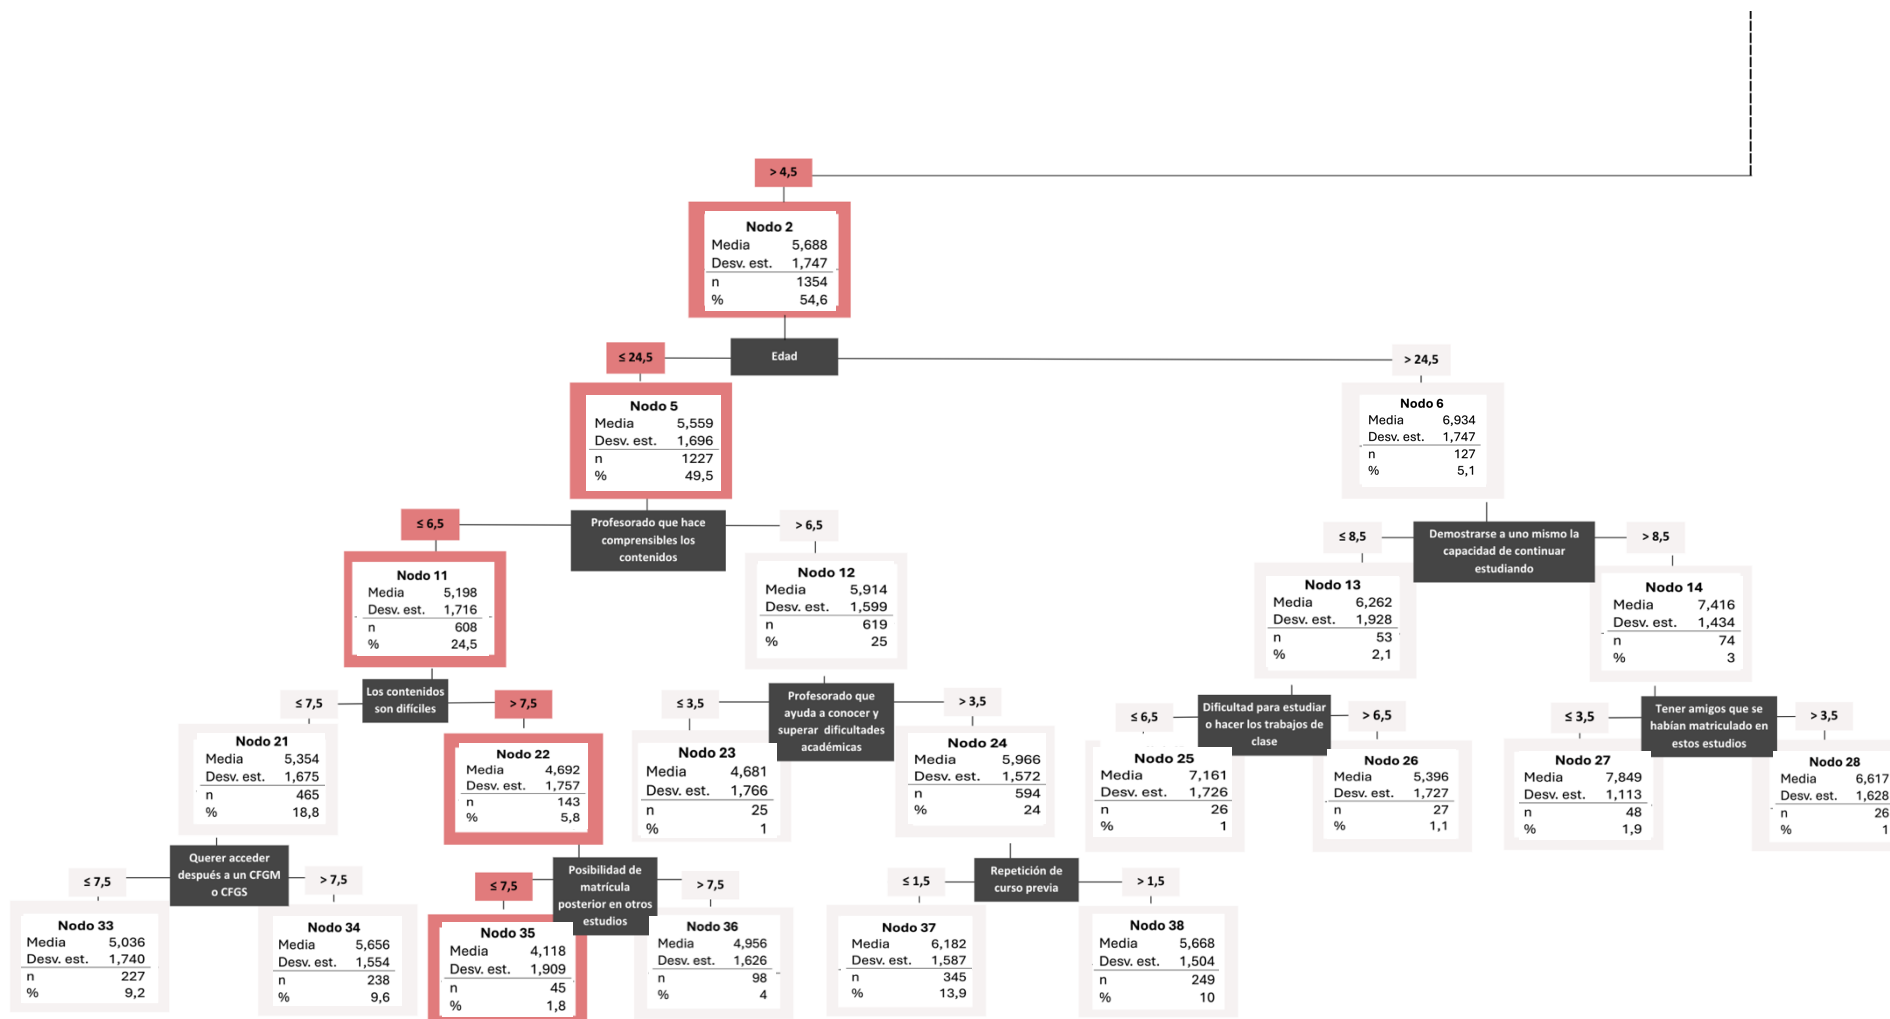 > 4,5
Nodo 2
Media 5,688
Desv. est. 1,747
n 1354
% 54,6
≤ 24,5
Edad
> 24,5
Nodo 5
Media 5,559
Desv. est. 1,696
n 1227
% 49,5
Nodo 6
Media 6,934
Desv. est. 1,747
n 127
% 5,1
≤ 6,5
Profesorado que hace
comprensibles los
contenidos
> 6,5
≤ 8,5
Demostrarse a uno mismo la
capacidad de continuar
estudiando
> 8,5
Nodo 11
Media 5,198
Desv. est. 1,716
n 608
% 24,5
Nodo 12
Media 5,914
Desv. est. 1,599
n 619
% 25
Nodo 13
Media 6,262
Desv. est. 1,928
n 53
% 2,1
Nodo 14
Media 7,416
Desv. est. 1,434
n 74
% 3
≤ 7,5
Los contenidos
son difíciles
> 7,5
≤ 3,5
Profesorado que
ayuda a conocer y
superar dificultades
académicas
> 3,5
≤ 6,5
Dificultad para estudiar
o hacer los trabajos de
clase
> 6,5
≤ 3,5
Tener amigos que se
habían matriculado en
estos estudios
> 3,5
Nodo 21
Media 5,354
Desv. est. 1,675
n 465
% 18,8
Nodo 22
Media 4,692
Desv. est. 1,757
n 143
% 5,8
Nodo 23
Media 4,681
Desv. est. 1,766
n 25
% 1
Nodo 24
Media 5,966
Desv. est. 1,572
n 594
% 24
Nodo 25
Media 7,161
Desv. est. 1,726
n 26
% 1
Nodo 26
Media 5,396
Desv. est. 1,727
n 27
% 1,1
Nodo 27
Media 7,849
Desv. est. 1,113
n 48
% 1,9
Nodo 28
Media 6,617
Desv. est. 1,628
n 26
% 1
≤ 7,5
Querer acceder
después a un CFGM
o CFGS
> 7,5
≤ 7,5
Posibilidad de
matrícula
posterior en otros
estudios
> 7,5
≤ 1,5
Repetición de
curso previa
> 1,5
Nodo 33
Media 5,036
Desv. est. 1,740
n 227
% 9,2
Nodo 34
Media 5,656
Desv. est. 1,554
n 238
% 9,6
Nodo 35
Media 4,118
Desv. est. 1,909
n 45
% 1,8
Nodo 36
Media 4,956
Desv. est. 1,626
n 98
% 4
Nodo 37
Media 6,182
Desv. est. 1,587
n 345
% 13,9
Nodo 38
Media 5,668
Desv. est. 1,504
n 249
% 10